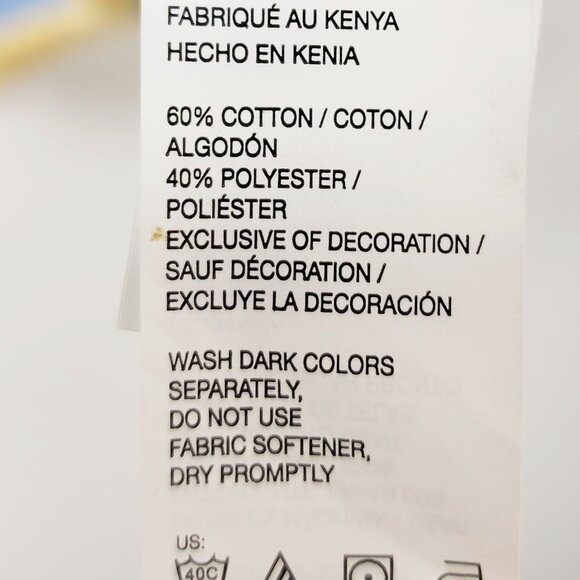 FABRIQUÉ AU KENYA
HECHO EN KENIA
60% COTTON / COTON /
ALGODÓN
40% POLYESTER /
POLIÉSTER
EXCLUSIVE OF DECORATION /
SAUF DÉCORATION /
EXCLUYE LA DECORACIÓN
WASH DARK COLORS
SEPARATELY,
DO NOT USE
FABRIC SOFTENER,
DRY PROMPTLY
US:
40C